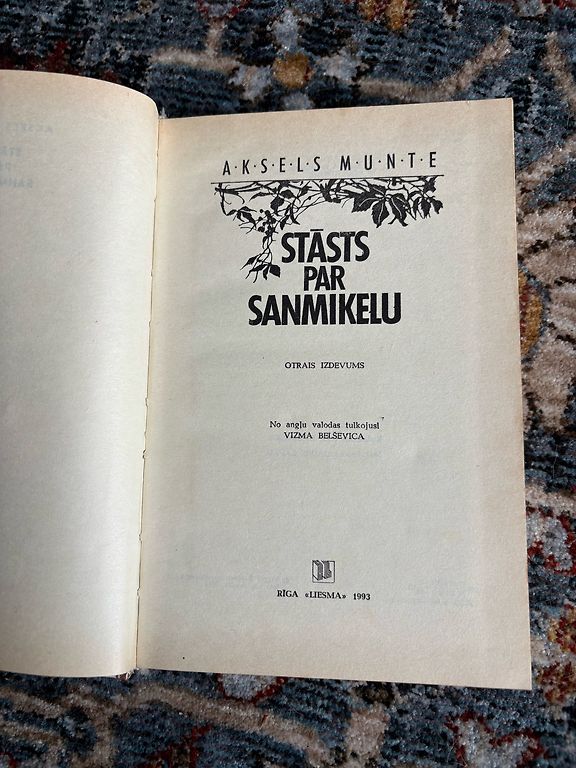 A·K·S·E·L·S M·U·N·T·E
STĀSTS
PAR
SANMIKELU
OTRAIS IZDEVUMS
No angļu valodas tulkojusi
VIZMA BELŠEVICA
RĪGA «LIESMA» 1993